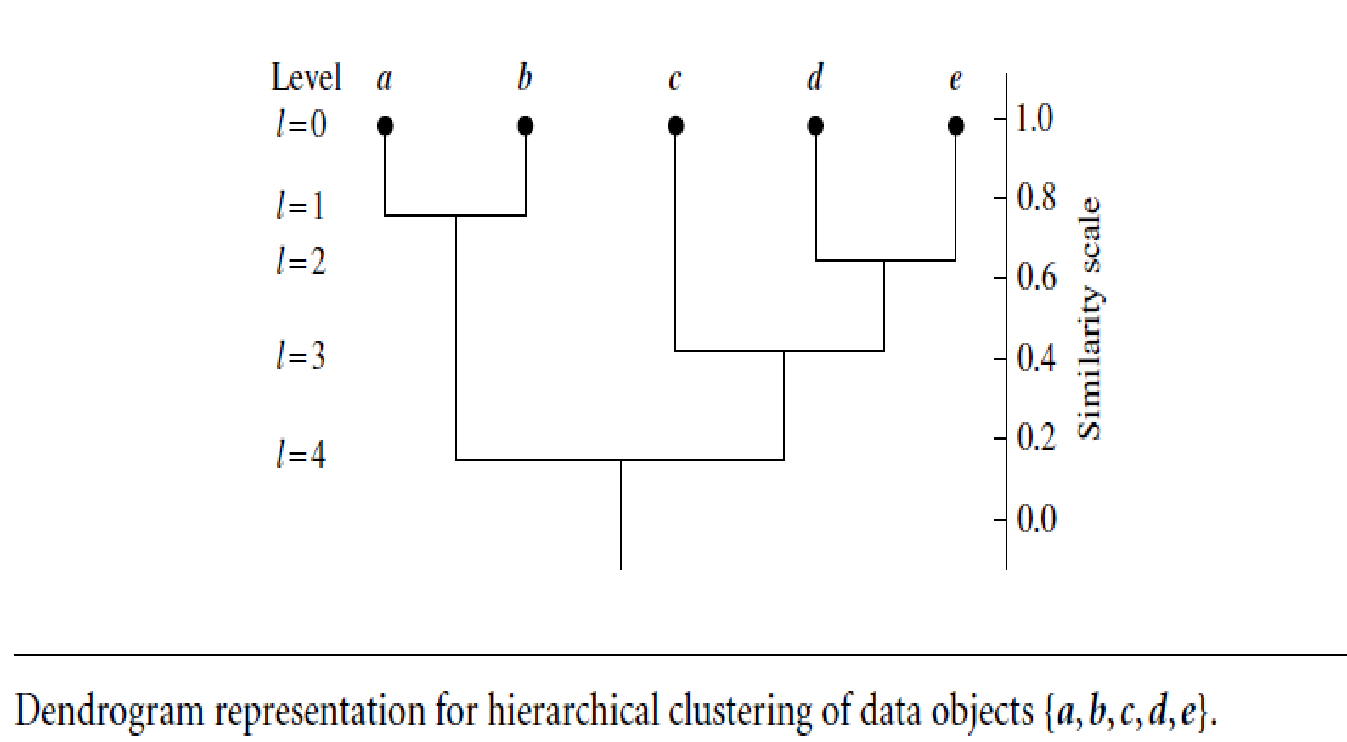 Level a b c d e
l=0
1.0
l=1
0.8
l=2
0.6
l=3
0.4
l=4
0.2
0.0
Similarity scale
Dendrogram representation for hierarchical clustering of data objects {a, b, c, d, e}.